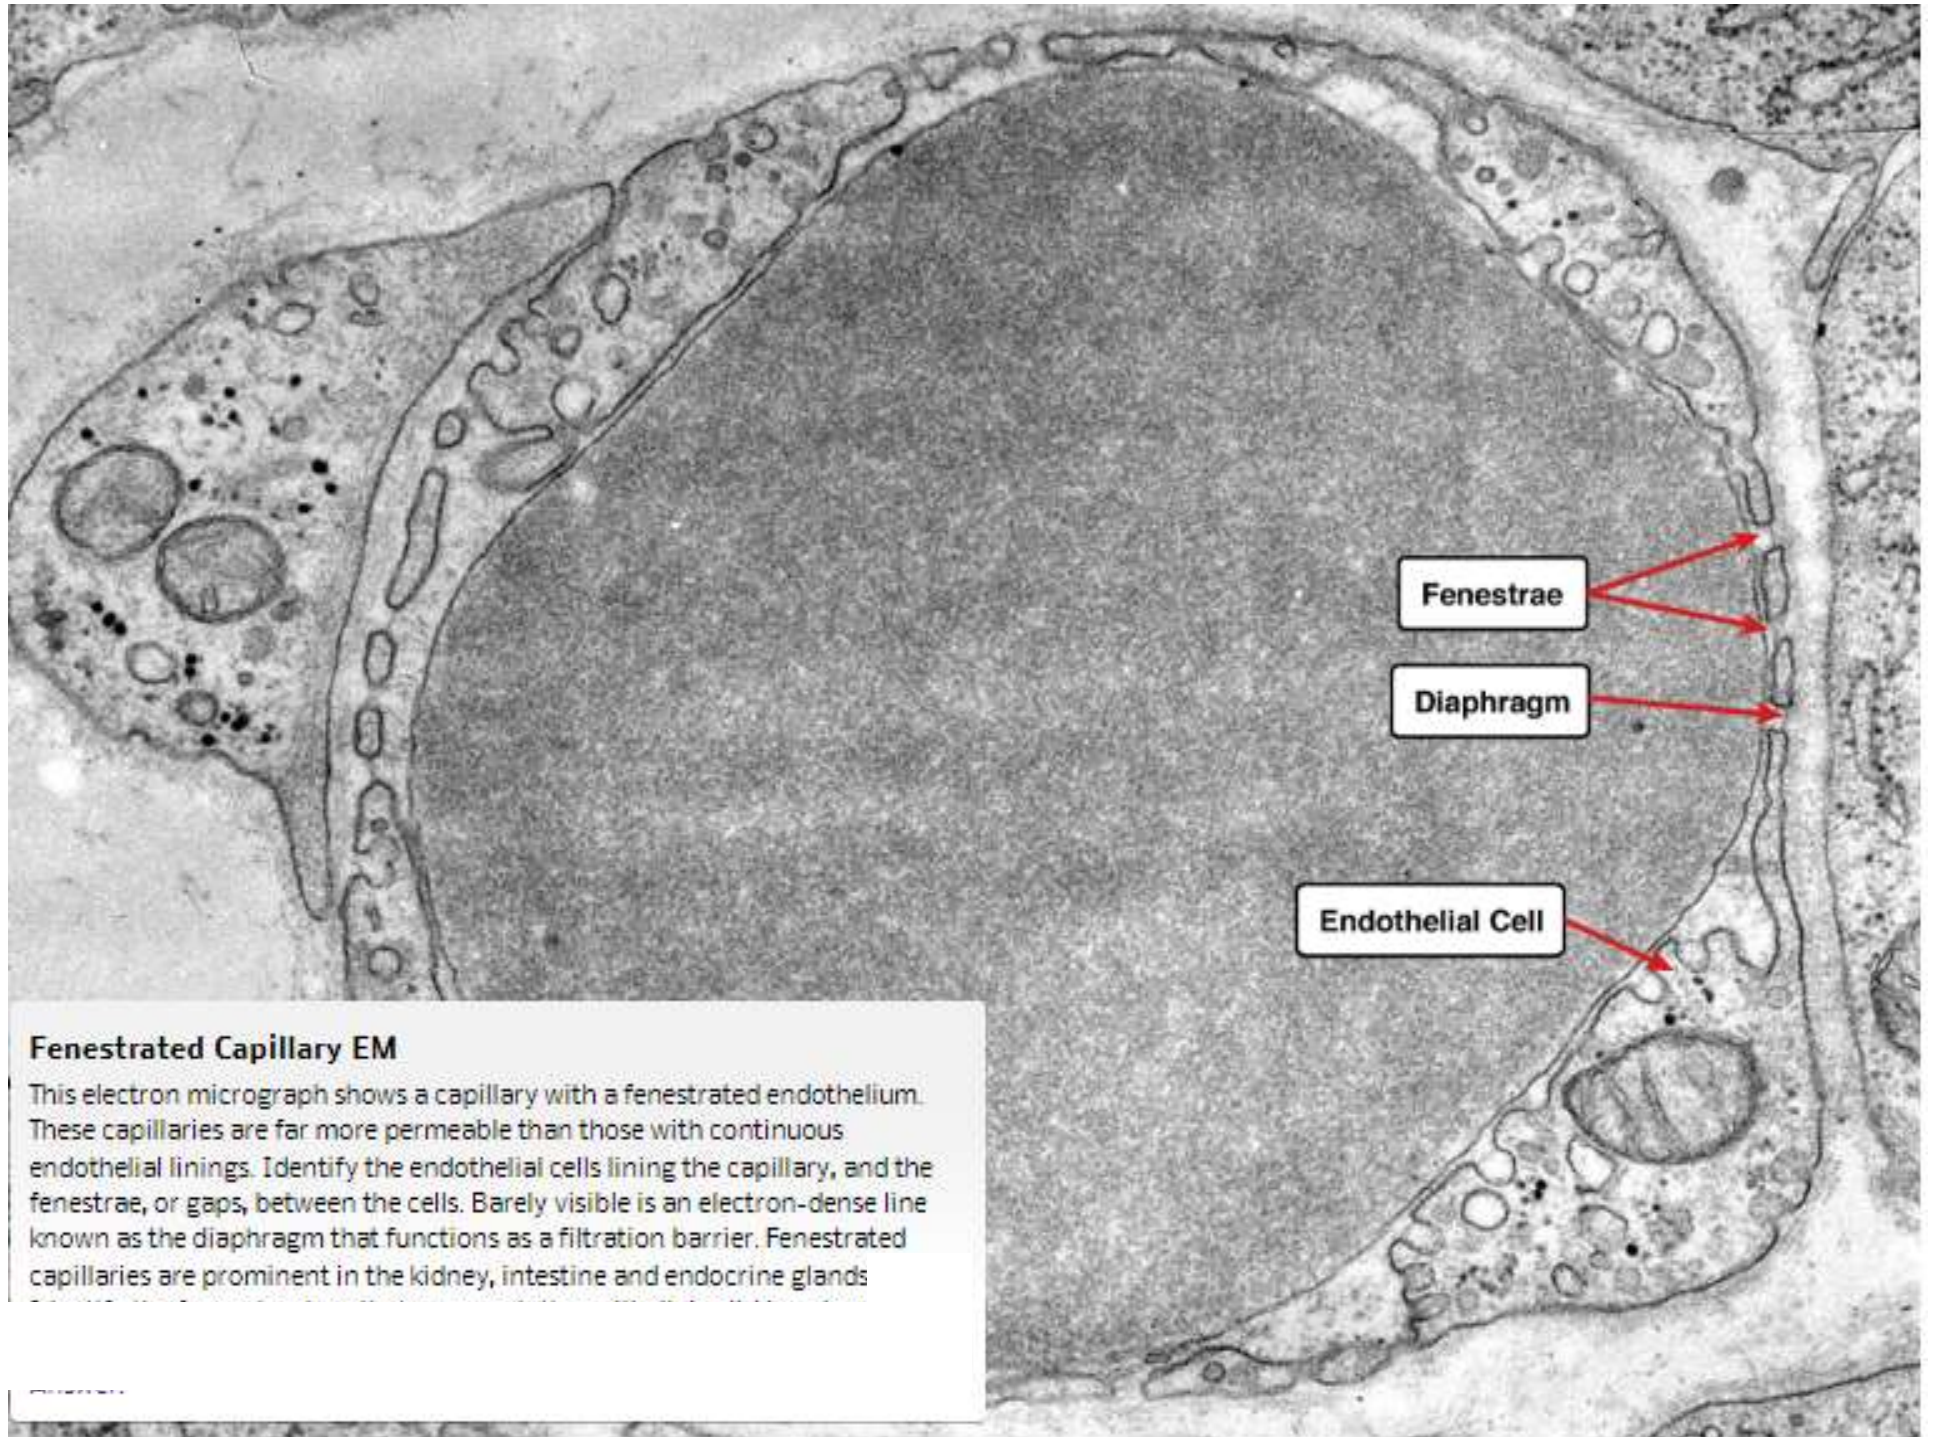 Fenestrae
Diaphragm
Endothelial Cell
Fenestrated Capillary EM
This electron micrograph shows a capillary with a fenestrated endothelium.
These capillaries are far more permeable than those with continuous
endothelial linings. Identify the endothelial cells lining the capillary, and the
fenestrae, or gaps, between the cells. Barely visible is an electron-dense line
known as the diaphragm that functions as a filtration barrier. Fenestrated
capillaries are prominent in the kidney, intestine and endocrine glands